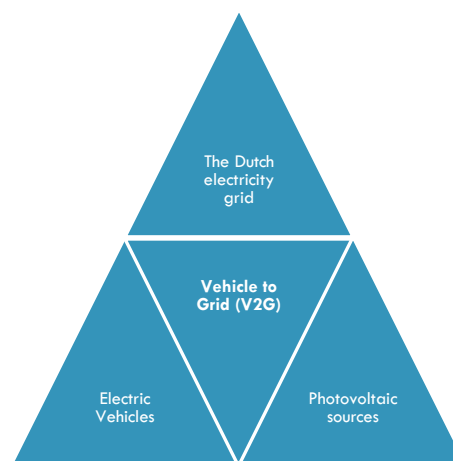 The Dutch
electricity
grid
Vehicle to
Grid (V2G)
Electric
Vehicles
Photovoltaic
sources